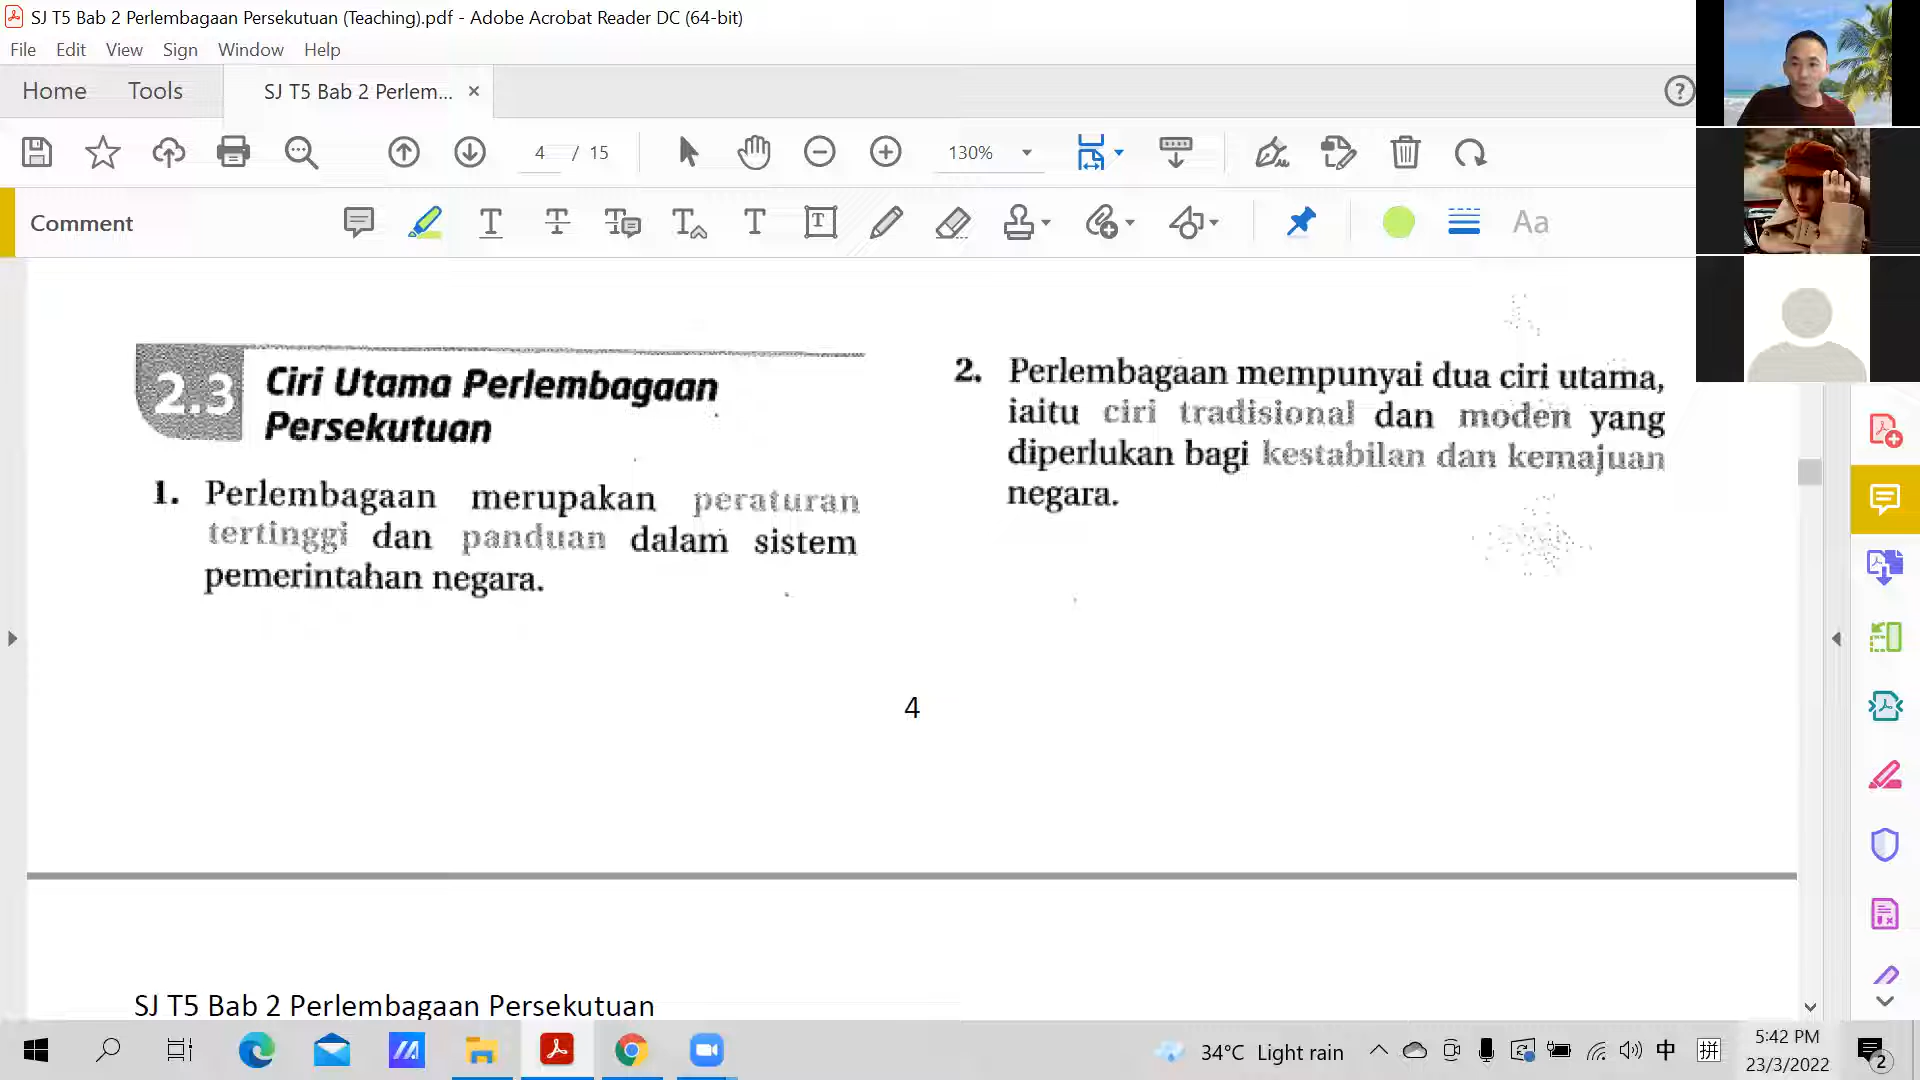 SJ T5 Bab 2 Perlembagaan Persekutuan (Teaching).pdf - Adobe Acrobat Reader DC (64-bit)
File Edit View Sign Window Help
Home Tools SJ T5 Bab 2 Perlem... ×
4 / 15 130%
Comment
Aa
2.3 Ciri Utama Perlembagaan
Persekutuan
1. Perlembagaan merupakan peraturan
tertinggi dan panduan dalam sistem
pemerintahan negara.
2. Perlembagaan mempunyai dua ciri utama,
iaitu ciri tradisional dan moden yang
diperlukan bagi kestabilan dan kemajuan
negara.
4
SJ T5 Bab 2 Perlembagaan Persekutuan
34°C Light rain
中
拼
5:42 PM
23/3/2022
2